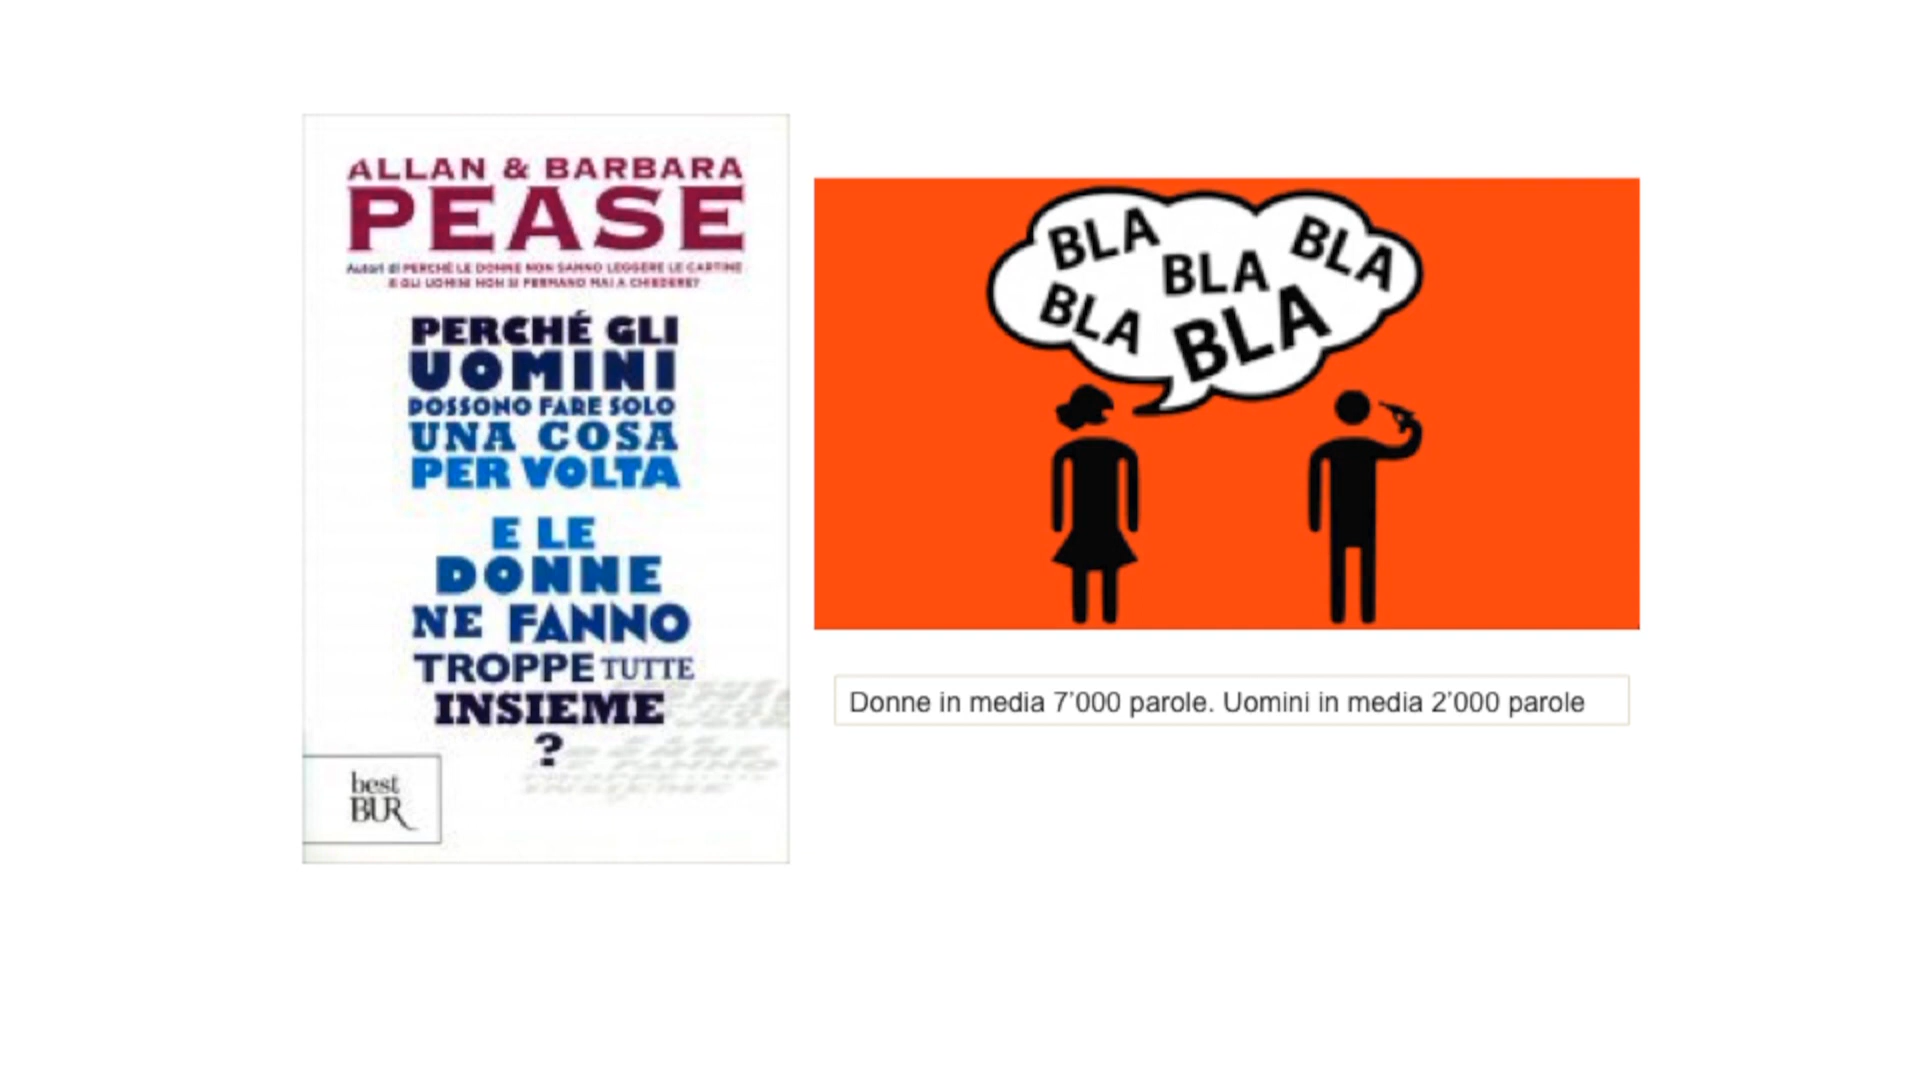 ALLAN & BARBARA
PEASE
Autori di PERCHÉ LE DONNE NON SANNO LEGGERE LE CARTINE
E GLI UOMINI NON SI FERMANO MAI A CHIEDERE?
PERCHÉ GLI
UOMINI
POSSONO FARE SOLO
UNA COSA
PER VOLTA
E LE
DONNE
NE FANNO
TROPPE TUTTE
INSIEME
?
best
BUR
BLA
BLA
BLA
BLA
BLA
Donne in media 7’000 parole. Uomini in media 2’000 parole